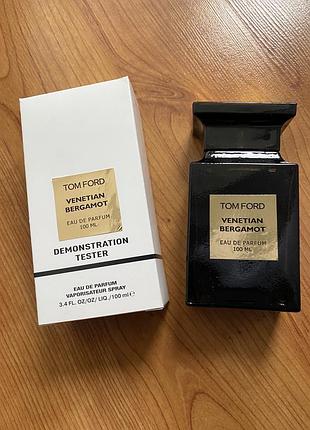 TOM FORD
VENETIAN
BERGAMOT
EAU DE PARFUM
100 ML
DEMONSTRATION
TESTER
EAU DE PARFUM
VAPORISATEUR SPRAY
3.4 FL. OZ/OZ/ LIQ. / 100 ml ℮
TOM FORD
VENETIAN
BERGAMOT
EAU DE PARFUM
100 ML